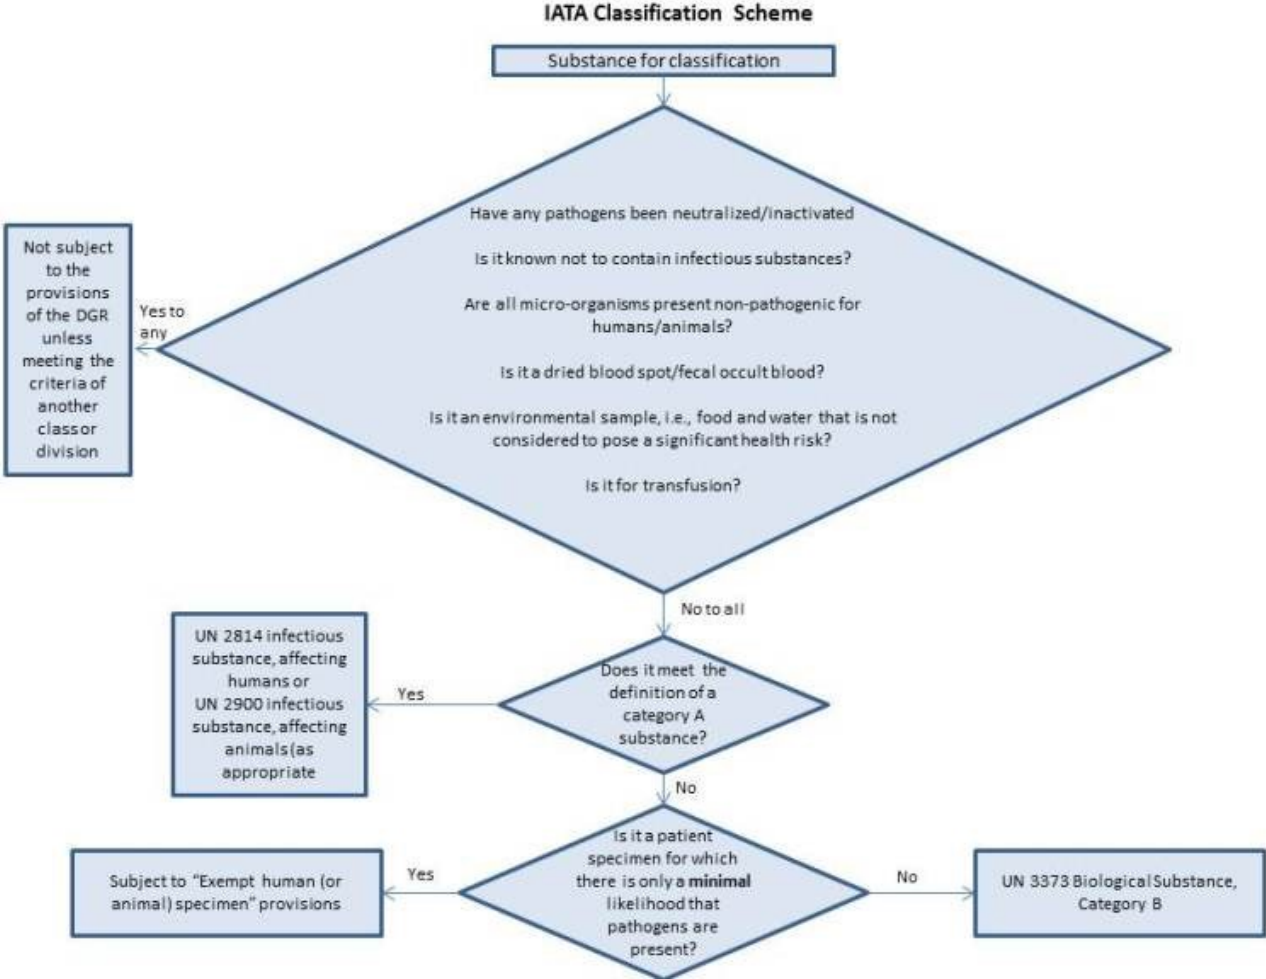 IATA Classification Scheme
Substance for classification
Have any pathogens been neutralized/inactivated
Is it known not to contain infectious substances?
Are all micro-organisms present non-pathogenic for
humans/animals?
Is it a dried blood spot/fecal occult blood?
Is it an environmental sample, i.e., food and water that is not
considered to pose a significant health risk?
Is it for transfusion?
Yes to
any
Not subject
to the
provisions
of the DGR
unless
meeting the
criteria of
another
class or
division
No to all
Does it meet the
definition of a
category A
substance?
Yes
UN 2814 infectious
substance, affecting
humans or
UN 2900 infectious
substance, affecting
animals (as
appropriate
No
Is it a patient
specimen for which
there is only a minimal
likelihood that
pathogens are
present?
Yes
Subject to "Exempt human (or
animal) specimen" provisions
No
UN 3373 Biological Substance,
Category B